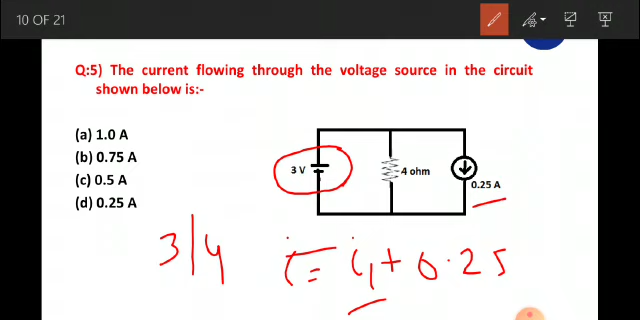 10 OF 21
Q:5) The current flowing through the voltage source in the circuit
shown below is:-
(a) 1.0 A
(b) 0.75 A
(c) 0.5 A
(d) 0.25 A
3 V
4 ohm
0.25 A
3/4
i = i1 + 0.25